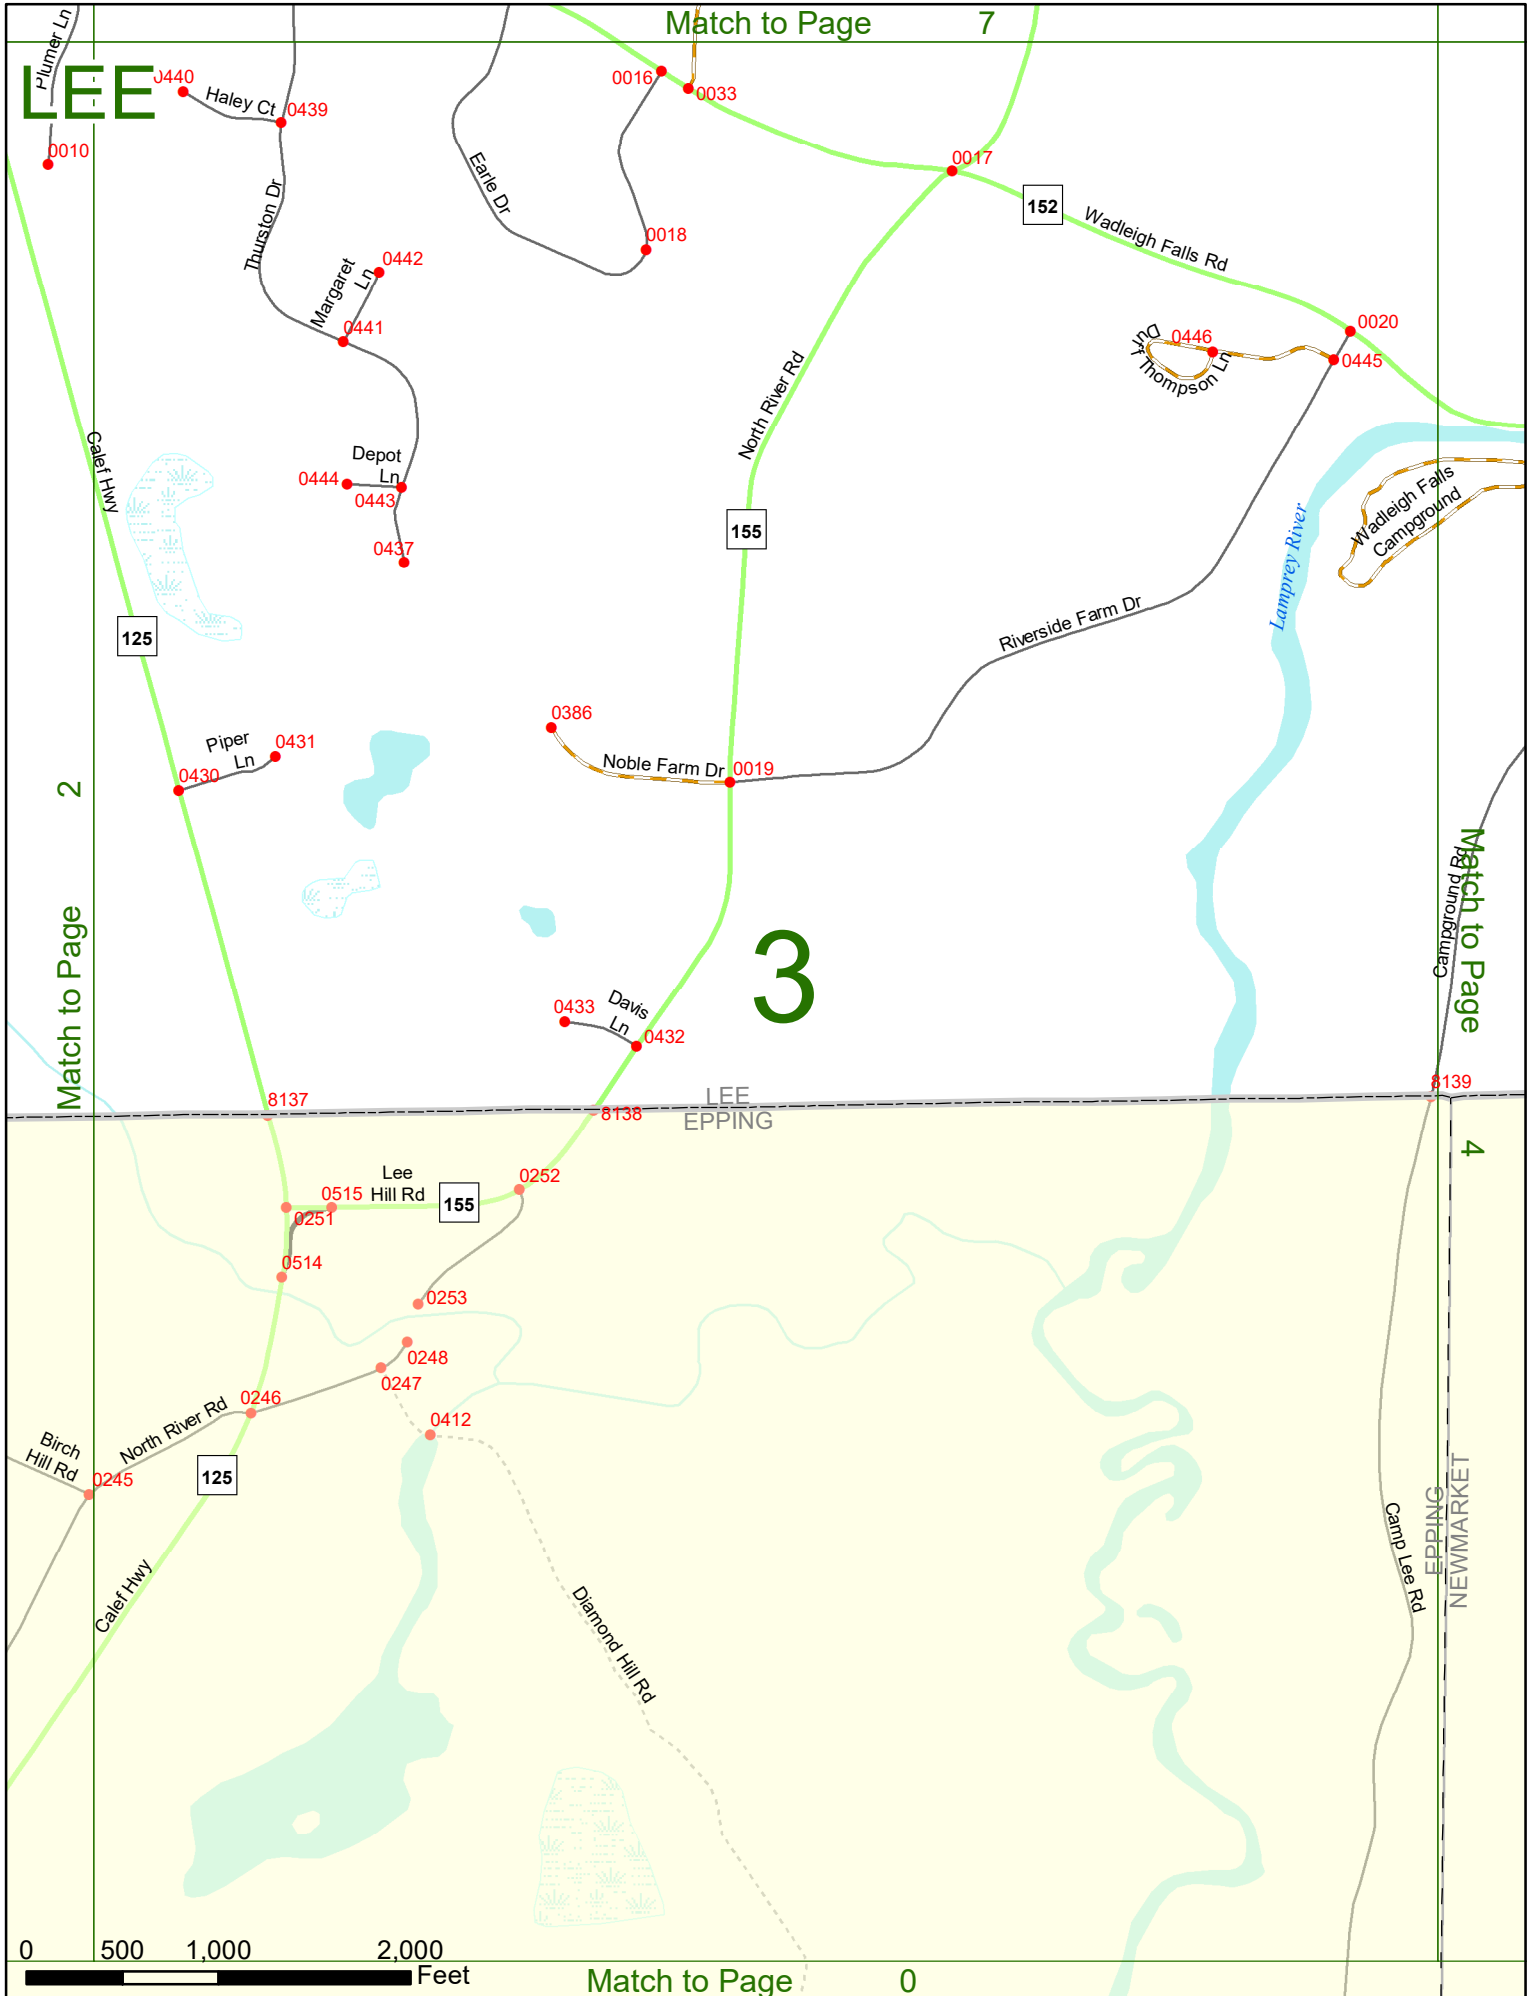 Match to Page 7
LEE
Plumer Ln
0440
Haley Ct
0439
0010
0016
0033
0017
152
Wadleigh Falls Rd
Earle Dr
Thurston Dr
0018
Margaret
Ln
0442
0441
0020
0445
0446
Durf Thompson Ln
North River Rd
Calef Hwy
Depot
Ln
0444
0443
0437
155
Wadleigh Falls
Campground
Lamprey River
125
Riverside Farm Dr
0386
Noble Farm Dr
0019
Piper
Ln
0431
0430
Match to Page 2
3
Campground Rd
Match to Page 4
0433
Davis
Ln
0432
8137
8138
LEE
EPPING
8139
0252
Lee
Hill Rd
155
0515
0251
0514
0253
0248
0247
0246
North River Rd
0412
Birch
Hill Rd
0245
125
Calef Hwy
Diamond Hill Rd
Camp Lee Rd
EPPING
NEWMARKET
0 500 1,000 2,000
Feet
Match to Page 0